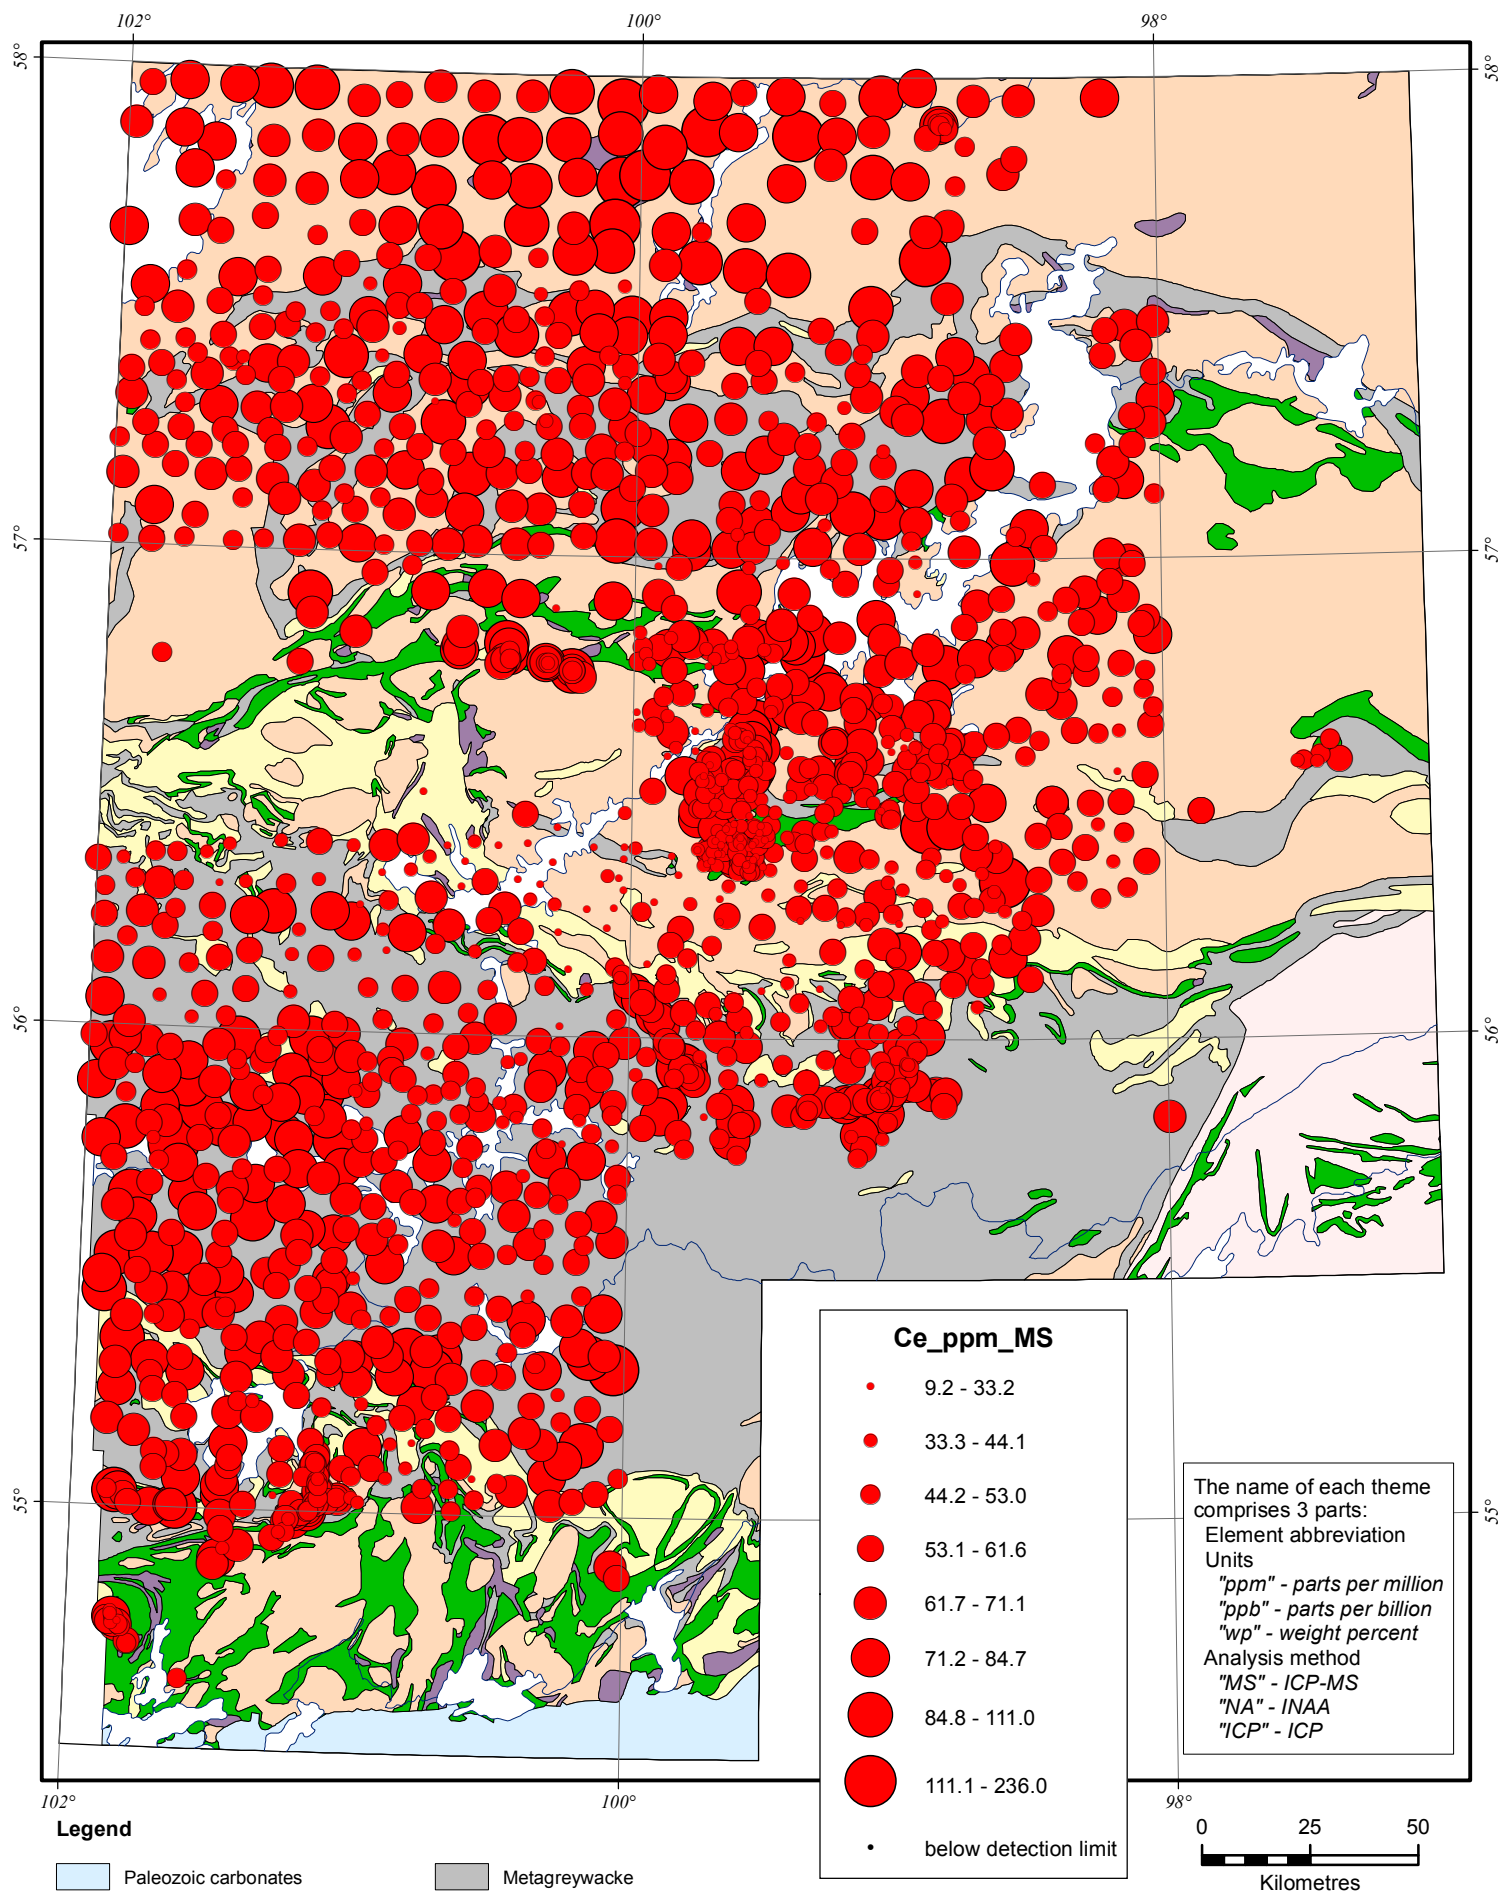 102° 100° 98°
58° 58°
57° 57°
56° 56°
55° 55°
Ce_ppm_MS
9.2 - 33.2
33.3 - 44.1
44.2 - 53.0
53.1 - 61.6
61.7 - 71.1
71.2 - 84.7
84.8 - 111.0
111.1 - 236.0
below detection limit
The name of each theme
comprises 3 parts:
Element abbreviation
Units
"ppm" - parts per million
"ppb" - parts per billion
"wp" - weight percent
Analysis method
"MS" - ICP-MS
"NA" - INAA
"ICP" - ICP
102° 100° 98°
Legend
Paleozoic carbonates
Metagreywacke
0 25 50
Kilometres